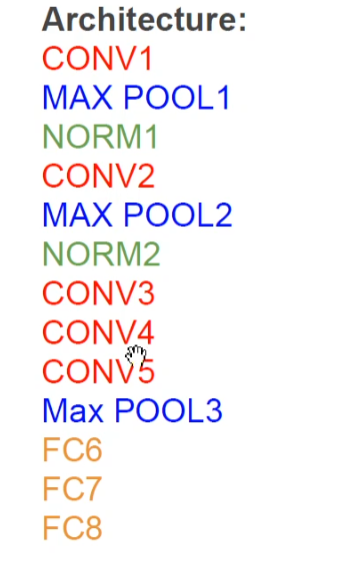 Architecture:
CONV1
MAX POOL1
NORM1
CONV2
MAX POOL2
NORM2
CONV3
CONV4
CONV5
Max POOL3
FC6
FC7
FC8